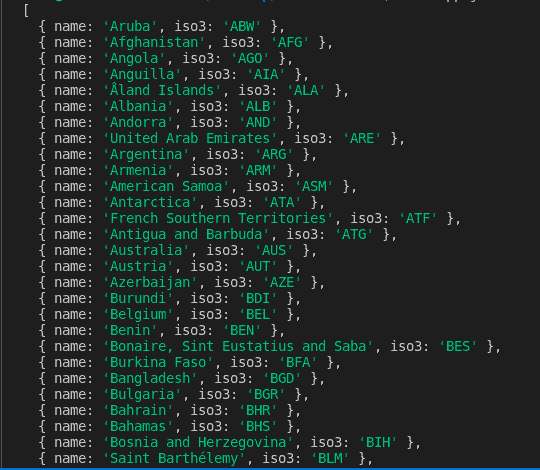 [
{ name: 'Aruba', iso3: 'ABW' },
{ name: 'Afghanistan', iso3: 'AFG' },
{ name: 'Angola', iso3: 'AGO' },
{ name: 'Anguilla', iso3: 'AIA' },
{ name: 'Åland Islands', iso3: 'ALA' },
{ name: 'Albania', iso3: 'ALB' },
{ name: 'Andorra', iso3: 'AND' },
{ name: 'United Arab Emirates', iso3: 'ARE' },
{ name: 'Argentina', iso3: 'ARG' },
{ name: 'Armenia', iso3: 'ARM' },
{ name: 'American Samoa', iso3: 'ASM' },
{ name: 'Antarctica', iso3: 'ATA' },
{ name: 'French Southern Territories', iso3: 'ATF' },
{ name: 'Antigua and Barbuda', iso3: 'ATG' },
{ name: 'Australia', iso3: 'AUS' },
{ name: 'Austria', iso3: 'AUT' },
{ name: 'Azerbaijan', iso3: 'AZE' },
{ name: 'Burundi', iso3: 'BDI' },
{ name: 'Belgium', iso3: 'BEL' },
{ name: 'Benin', iso3: 'BEN' },
{ name: 'Bonaire, Sint Eustatius and Saba', iso3: 'BES' },
{ name: 'Burkina Faso', iso3: 'BFA' },
{ name: 'Bangladesh', iso3: 'BGD' },
{ name: 'Bulgaria', iso3: 'BGR' },
{ name: 'Bahrain', iso3: 'BHR' },
{ name: 'Bahamas', iso3: 'BHS' },
{ name: 'Bosnia and Herzegovina', iso3: 'BIH' },
{ name: 'Saint Barthélemy', iso3: 'BLM' },